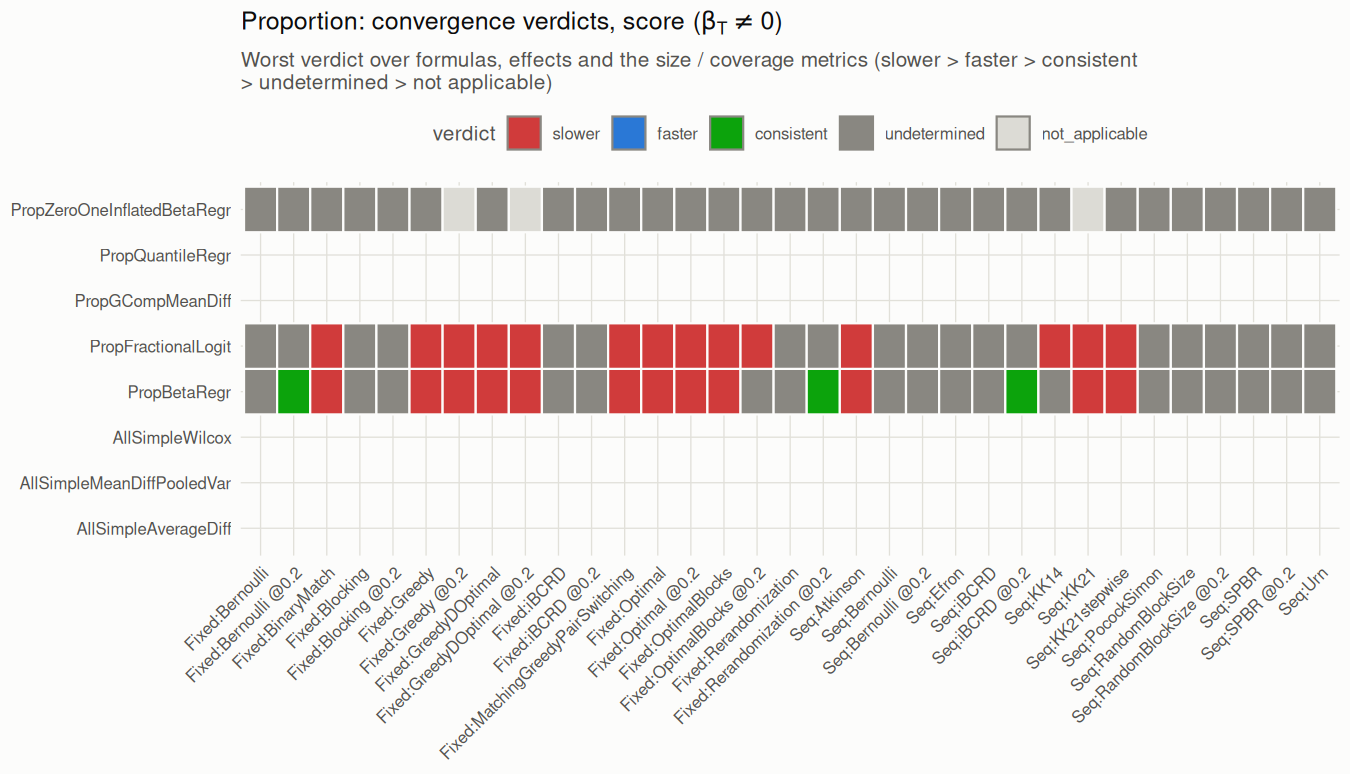 Proportion: convergence verdicts, score (βT ≠ 0)
Worst verdict over formulas, effects and the size / coverage metrics (slower > faster > consistent
> undetermined > not applicable)
verdict slower faster consistent undetermined not_applicable
PropZeroOneInflatedBetaRegr
PropQuantileRegr
PropGCompMeanDiff
PropFractionalLogit
PropBetaRegr
AllSimpleWilcox
AllSimpleMeanDiffPooledVar
AllSimpleAverageDiff
Fixed:Bernoulli
Fixed:Bernoulli @0.2
Fixed:BinaryMatch
Fixed:Blocking
Fixed:Blocking @0.2
Fixed:Greedy
Fixed:Greedy @0.2
Fixed:GreedyDOptimal
Fixed:GreedyDOptimal @0.2
Fixed:iBCRD
Fixed:iBCRD @0.2
Fixed:MatchingGreedyPairSwitching
Fixed:Optimal
Fixed:Optimal @0.2
Fixed:OptimalBlocks
Fixed:OptimalBlocks @0.2
Fixed:Rerandomization
Fixed:Rerandomization @0.2
Seq:Atkinson
Seq:Bernoulli
Seq:Bernoulli @0.2
Seq:Efron
Seq:iBCRD
Seq:iBCRD @0.2
Seq:KK14
Seq:KK21
Seq:KK21stepwise
Seq:PocockSimon
Seq:RandomBlockSize
Seq:RandomBlockSize @0.2
Seq:SPBR
Seq:SPBR @0.2
Seq:Urn